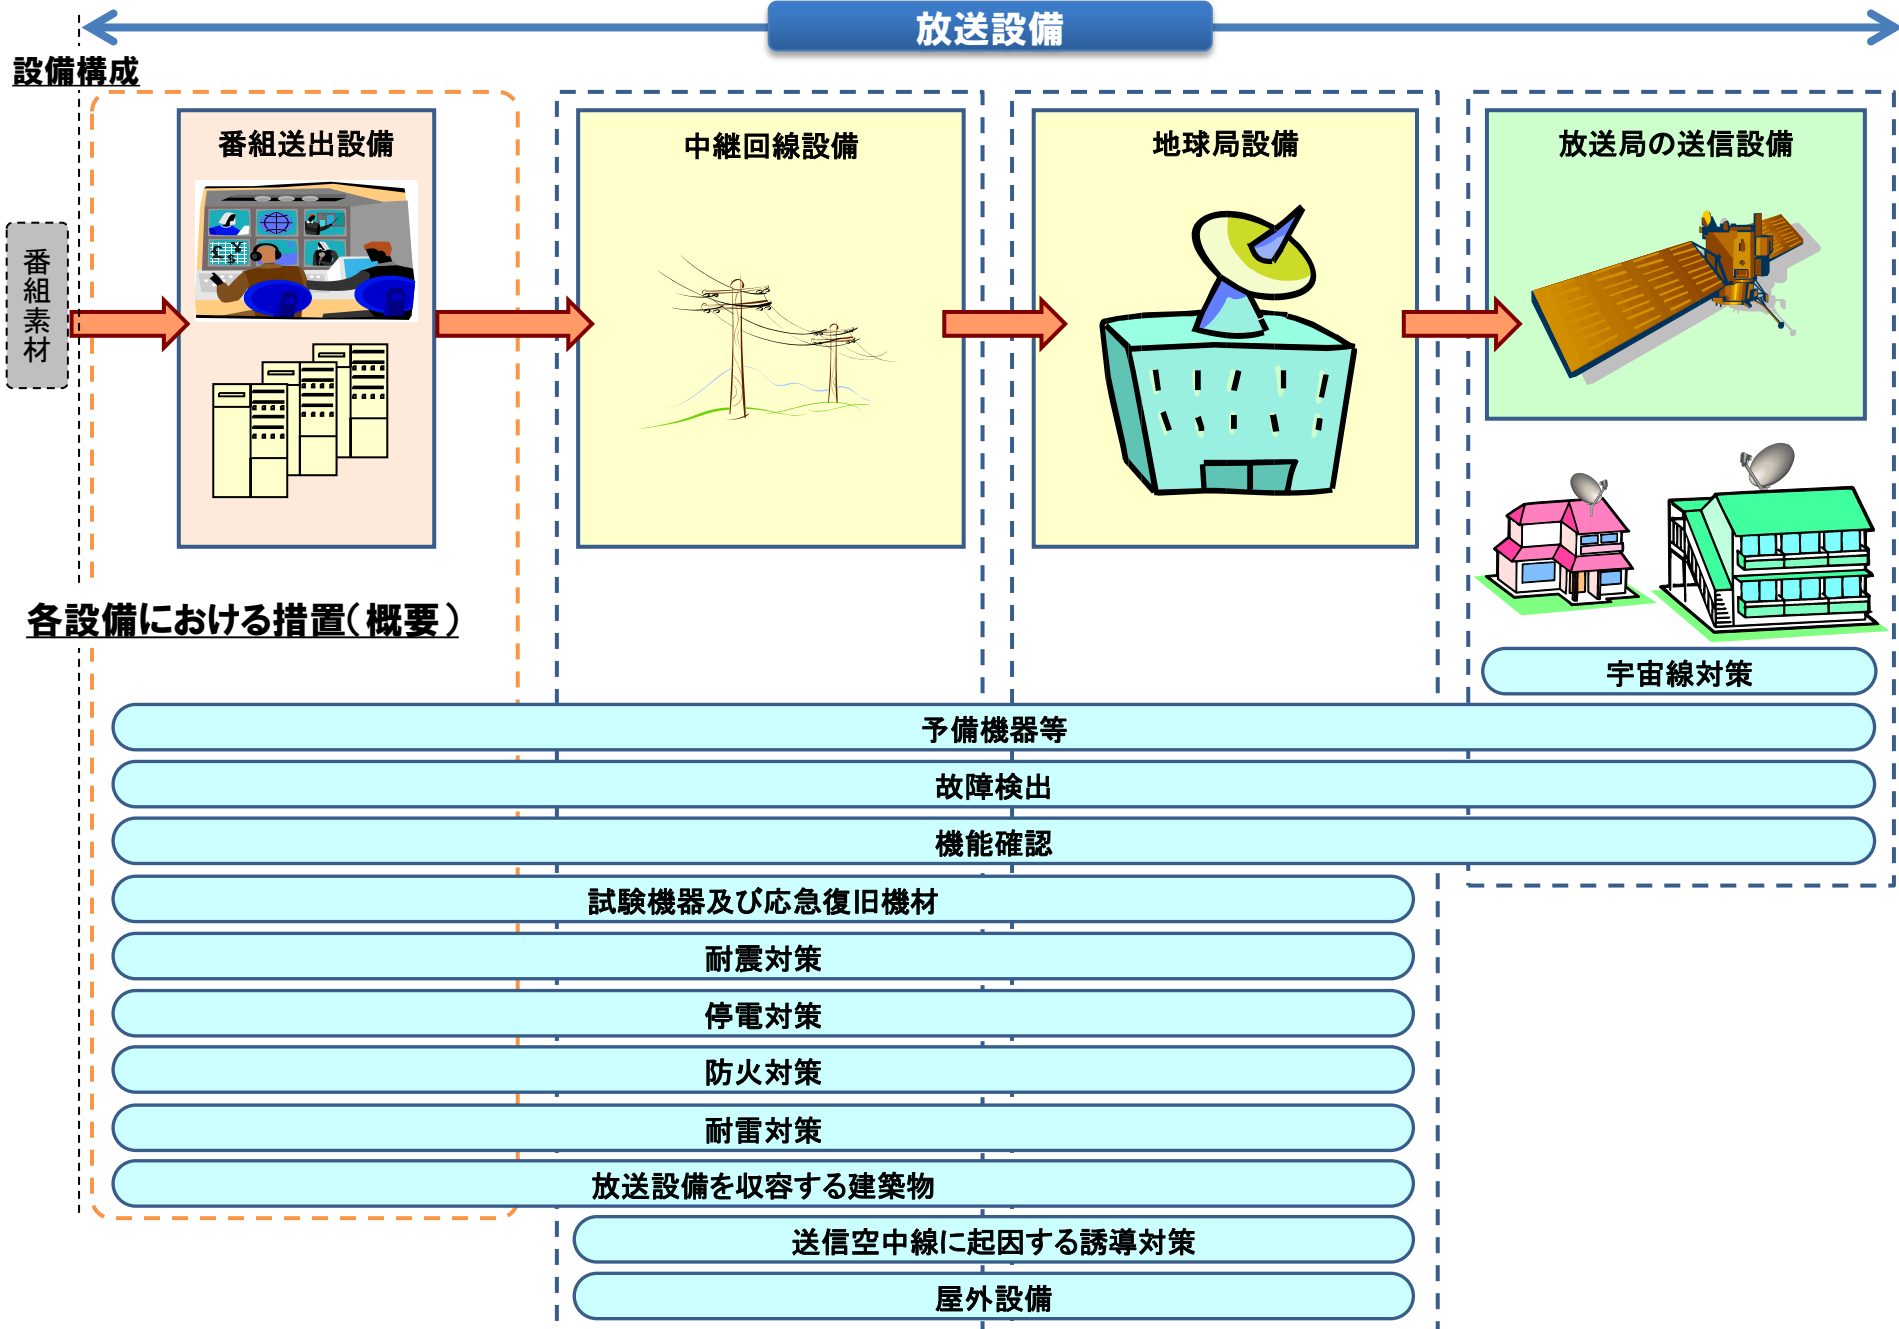 放送設備
設備構成
番組送出設備
中継回線設備
地球局設備
放送局の送信設備
番組素材
各設備における措置(概要)
宇宙線対策
予備機器等
故障検出
機能確認
試験機器及び応急復旧機材
耐震対策
停電対策
防火対策
耐雷対策
放送設備を収容する建築物
送信空中線に起因する誘導対策
屋外設備